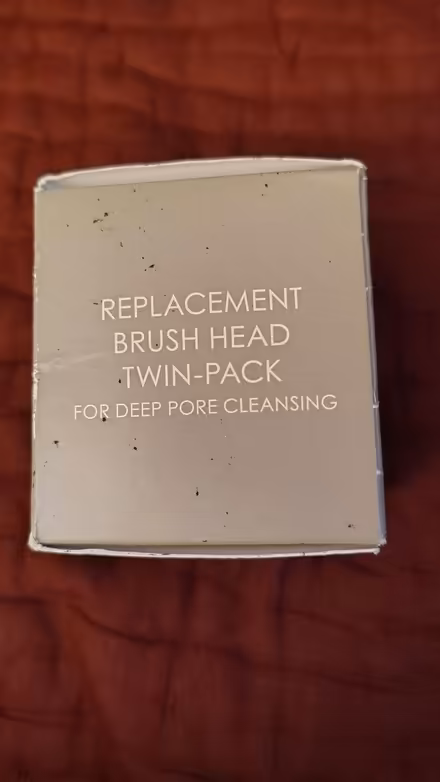 REPLACEMENT
BRUSH HEAD
TWIN-PACK
FOR DEEP PORE CLEANSING